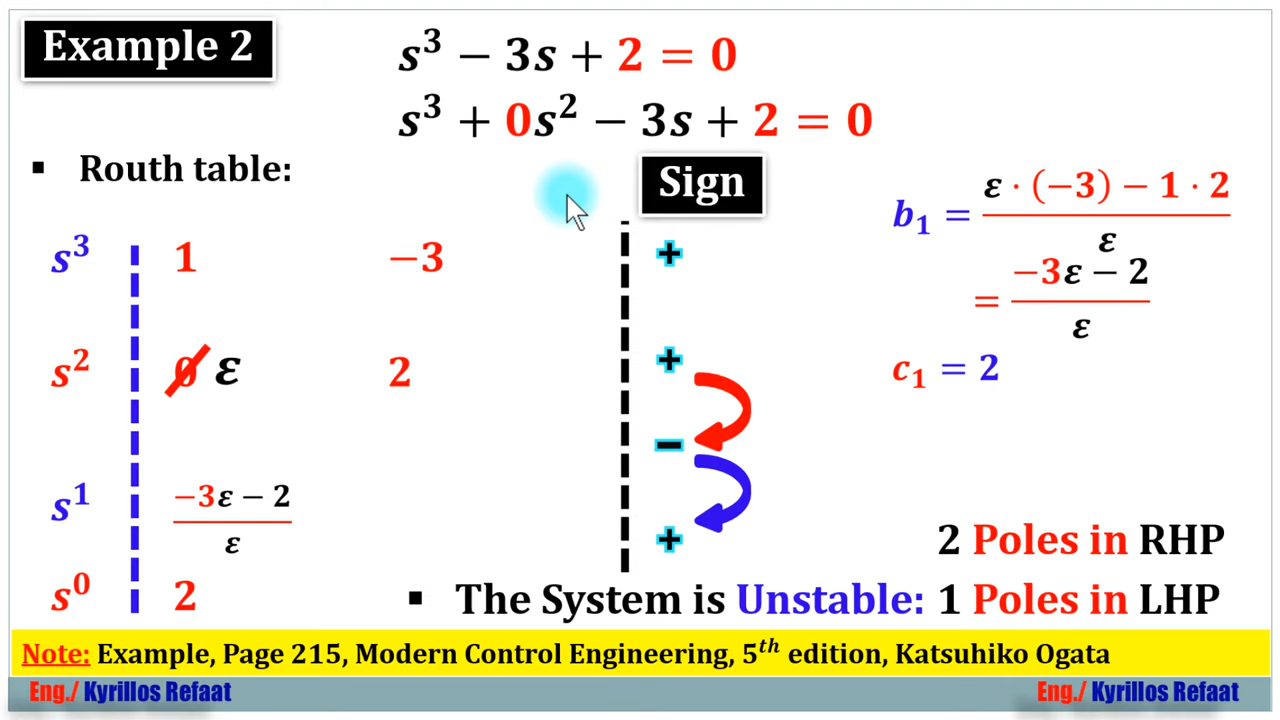 Example 2
s³ − 3s + 2 = 0
s³ + 0s² − 3s + 2 = 0
▪ Routh table:
Sign
b₁ = (ε · (−3) − 1 · 2) / ε
= (−3ε − 2) / ε
c₁ = 2
s³ 1 −3 +
s² 0 ε 2 +
s¹ (−3ε − 2) / ε −
s⁰ 2 +
2 Poles in RHP
▪ The System is Unstable: 1 Poles in LHP
Note: Example, Page 215, Modern Control Engineering, 5ᵗʰ edition, Katsuhiko Ogata
Eng./ Kyrillos Refaat
Eng./ Kyrillos Refaat